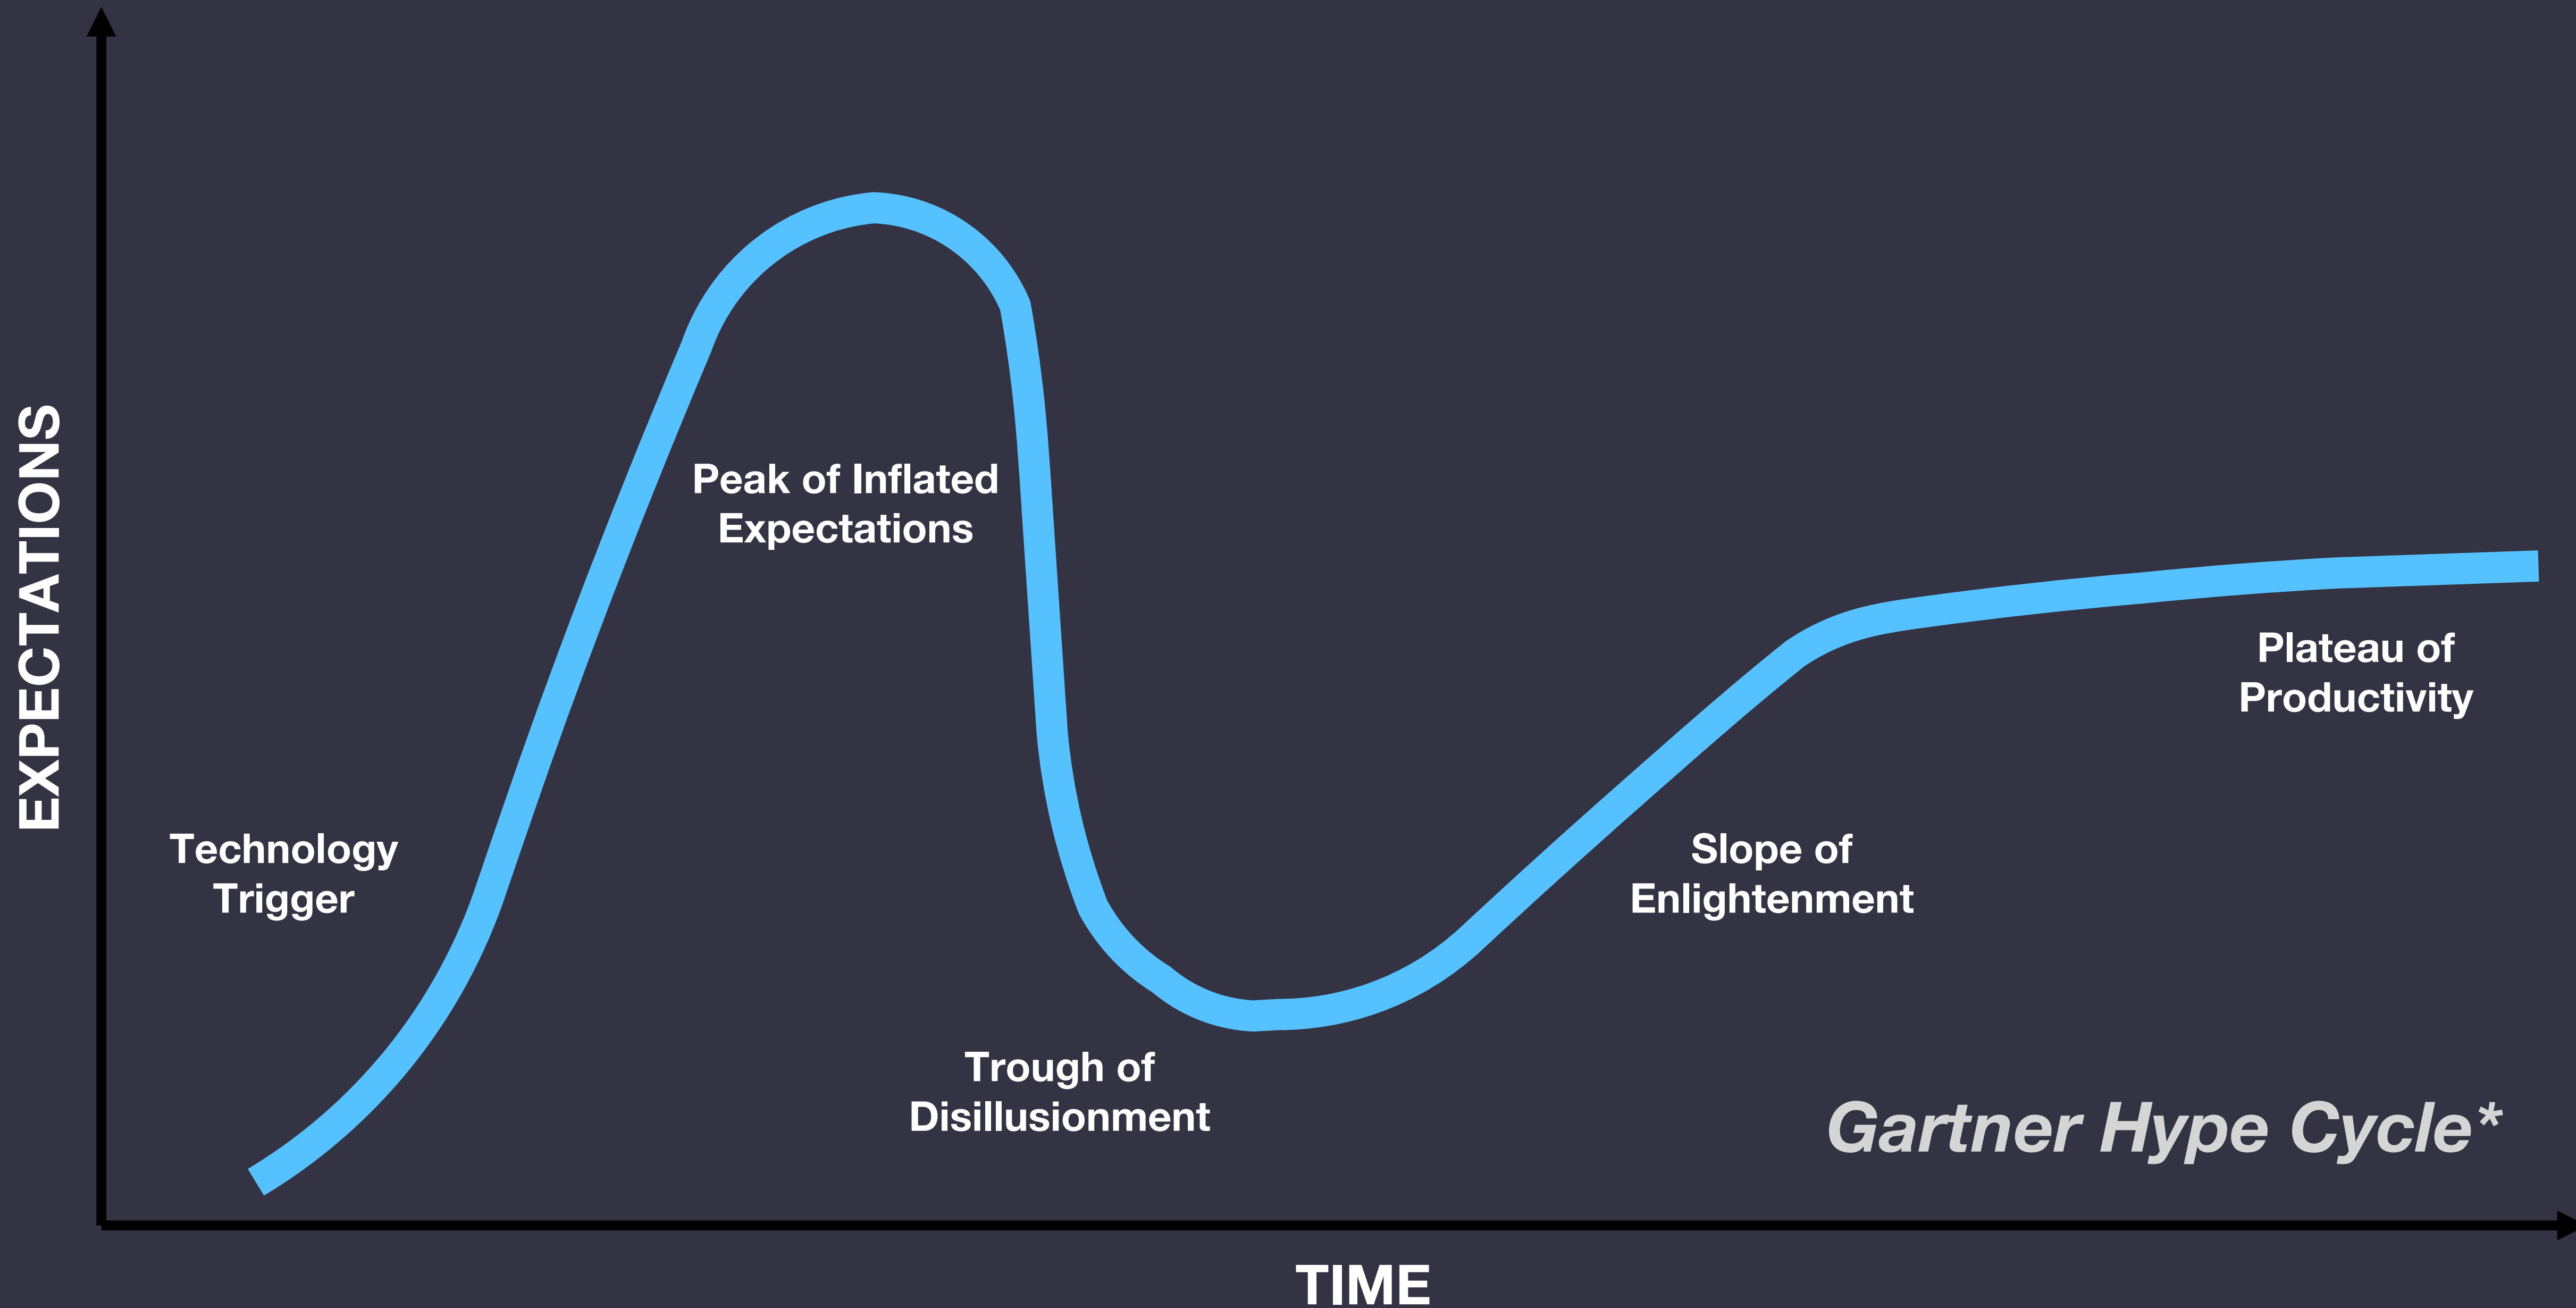 EXPECTATIONS
Technology
Trigger
Peak of Inflated
Expectations
Trough of
Disillusionment
Slope of
Enlightenment
Plateau of
Productivity
Gartner Hype Cycle*
TIME